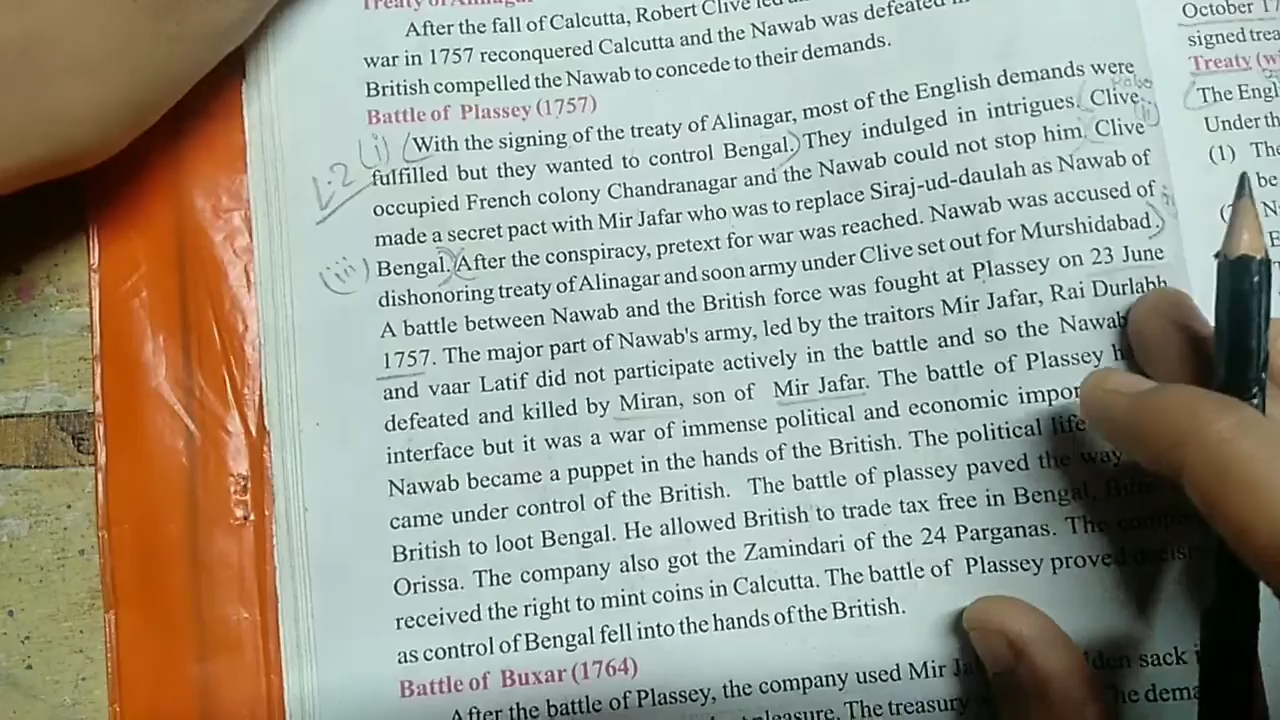 Treaty of Alinagar
After the fall of Calcutta, Robert Clive led
war in 1757 reconquered Calcutta and the Nawab was defeated
British compelled the Nawab to concede to their demands.
Battle of Plassey (1757)
(i) (With the signing of the treaty of Alinagar, most of the English demands were
1.2 fulfilled but they wanted to control Bengal.) They indulged in intrigues. (Clive
(ii)
occupied French colony Chandranagar and the Nawab could not stop him. Clive
made a secret pact with Mir Jafar who was to replace Siraj-ud-daulah as Nawab of
(iii) Bengal.) (After the conspiracy, pretext for war was reached. Nawab was accused of
dishonoring treaty of Alinagar and soon army under Clive set out for Murshidabad.)
A battle between Nawab and the British force was fought at Plassey on 23 June
1757. The major part of Nawab's army, led by the traitors Mir Jafar, Rai Durlabh
and vaar Latif did not participate actively in the battle and so the Nawab
defeated and killed by Miran, son of Mir Jafar. The battle of Plassey
interface but it was a war of immense political and economic
Nawab became a puppet in the hands of the British. The political life
came under control of the British. The battle of plassey paved the way
British to loot Bengal. He allowed British to trade tax free in Bengal,
Orissa. The company also got the Zamindari of the 24 Parganas. The
received the right to mint coins in Calcutta. The battle of Plassey proved
as control of Bengal fell into the hands of the British.
Battle of Buxar (1764)
After the battle of Plassey, the company used Mir sack
pleasure. The treasury
October 17
signed
Treaty
(The
Under
(1) The
be